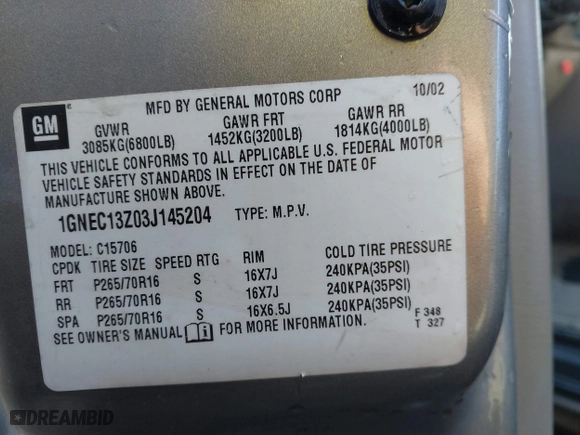 GM ®
MFD BY GENERAL MOTORS CORP 10/02
GVWR GAWR FRT GAWR RR
3085KG(6800LB) 1452KG(3200LB) 1814KG(4000LB)
THIS VEHICLE CONFORMS TO ALL APPLICABLE U.S. FEDERAL MOTOR
VEHICLE SAFETY STANDARDS IN EFFECT ON THE DATE OF
MANUFACTURE SHOWN ABOVE.
1GNEC13Z03J145204 TYPE: M.P.V.
MODEL: C15706
CPDK TIRE SIZE SPEED RTG RIM COLD TIRE PRESSURE
FRT P265/70R16 S 16X7J 240KPA(35PSI)
RR P265/70R16 S 16X7J 240KPA(35PSI)
SPA P265/70R16 S 16X6.5J 240KPA(35PSI)
SEE OWNER'S MANUAL FOR MORE INFORMATION. F 348
T 327
DREAMBID